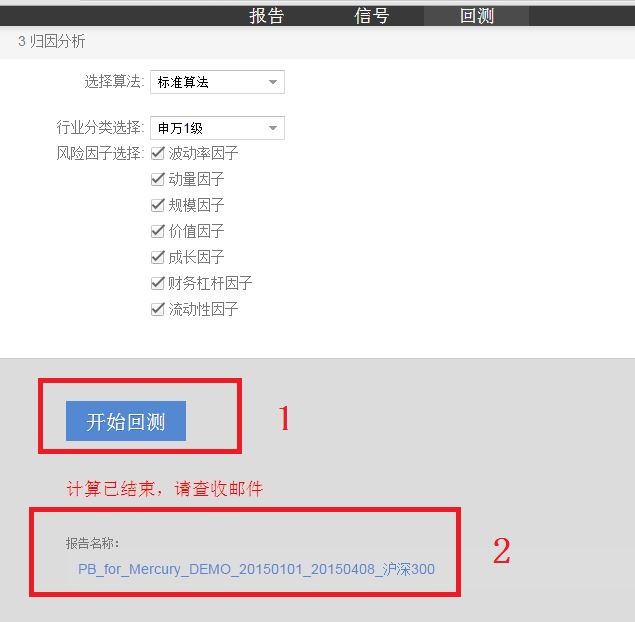 报告 信号 回测
3 归因分析
选择算法: 标准算法
行业分类选择: 申万1级
风险因子选择: 波动率因子
动量因子
规模因子
价值因子
成长因子
财务杠杆因子
流动性因子
开始回测 1
计算已结束，请查收邮件
报告名称: 2
PB_for_Mercury_DEMO_20150101_20150408_沪深300